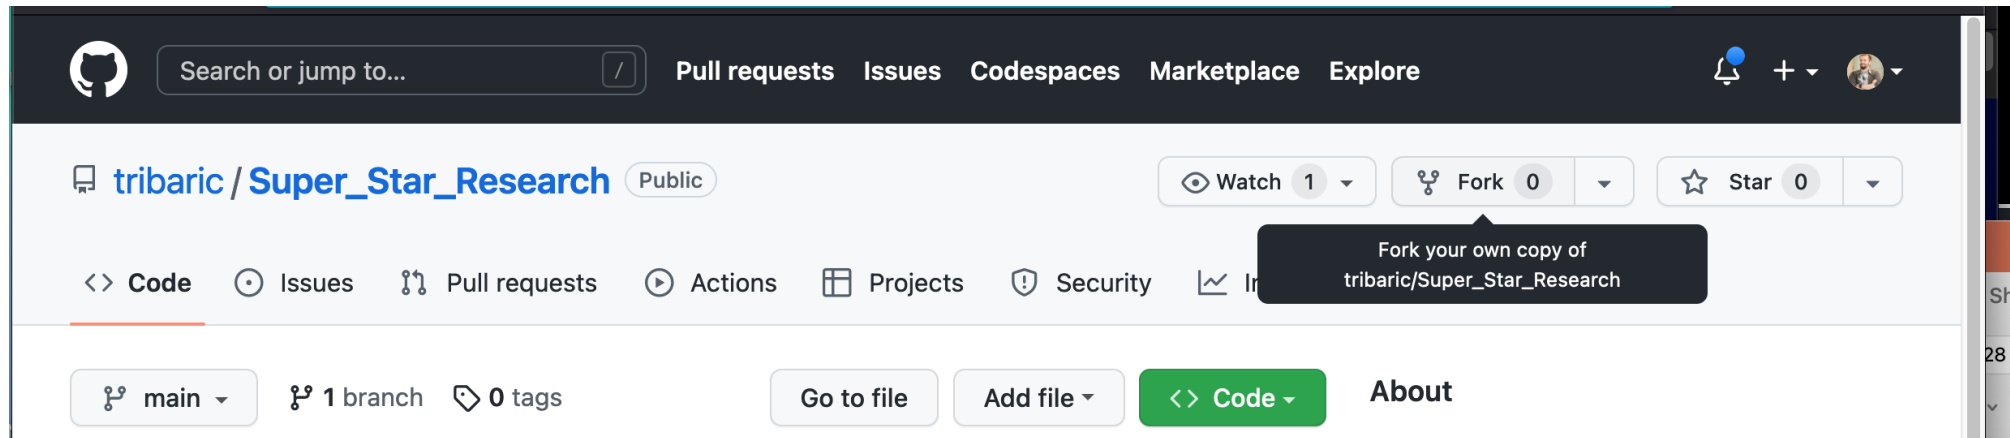 Search or jump to... /
Pull requests Issues Codespaces Marketplace Explore
tribaric/Super_Star_Research Public
Watch 1 Fork 0 Star 0
Fork your own copy of
tribaric/Super_Star_Research
Code Issues Pull requests Actions Projects Security
main 1 branch 0 tags Go to file Add file Code About
28